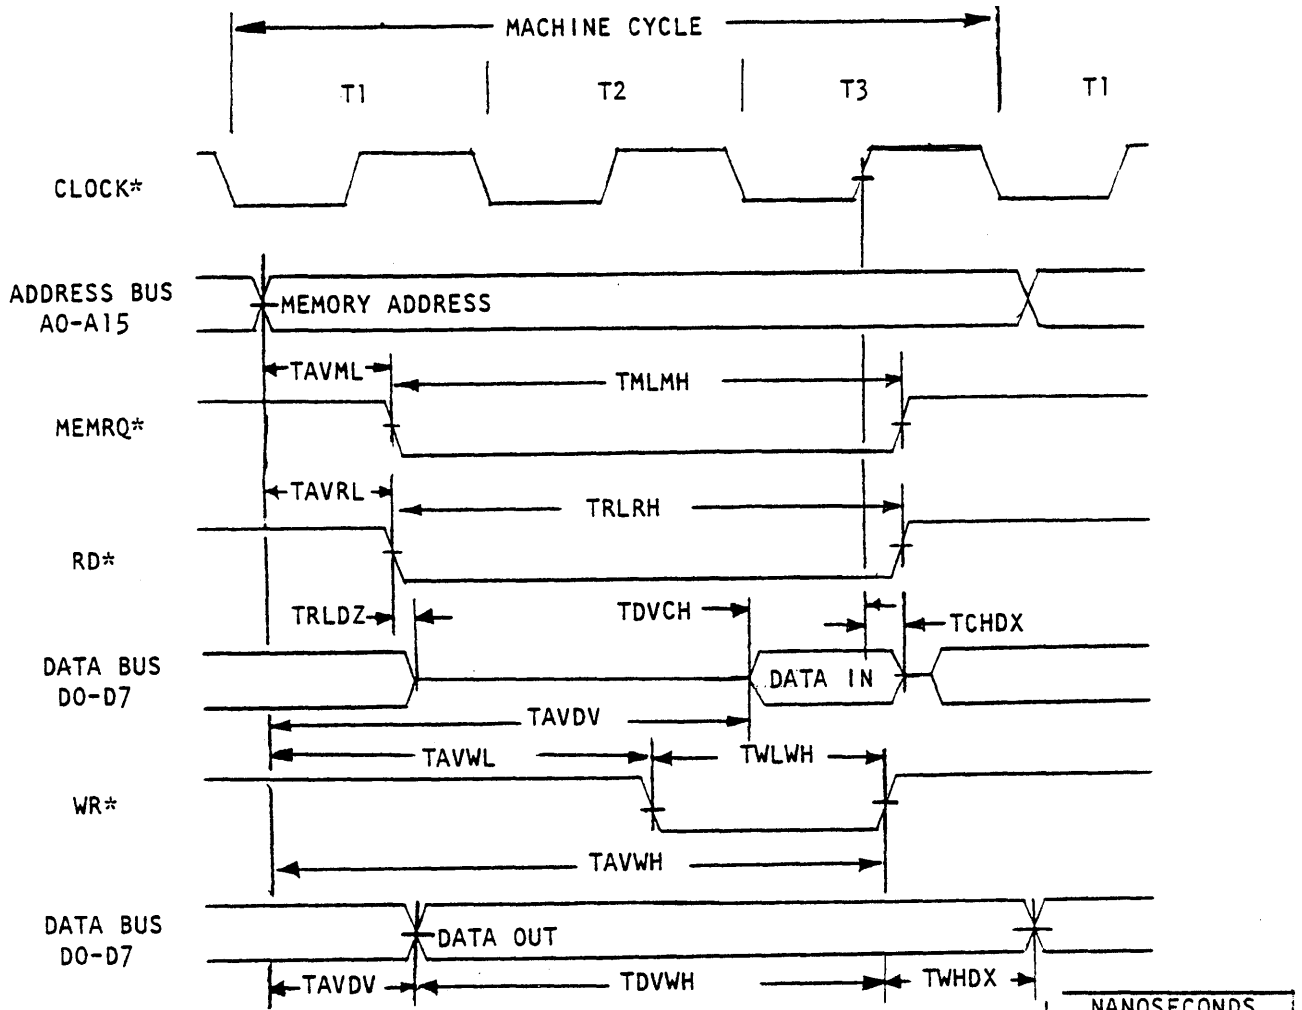 MACHINE CYCLE
T1 T2 T3 T1
CLOCK*
ADDRESS BUS
A0-A15
MEMORY ADDRESS
TAVML
TMLMH
MEMRQ*
TAVRL
TRLRH
RD*
TRLDZ
TDVCH
TCHDX
DATA BUS
D0-D7
DATA IN
TAVDV
TAVWL
TWLWH
WR*
TAVWH
DATA BUS
D0-D7
DATA OUT
TAVDV
TDVWH
TWHDX
NANOSECONDS